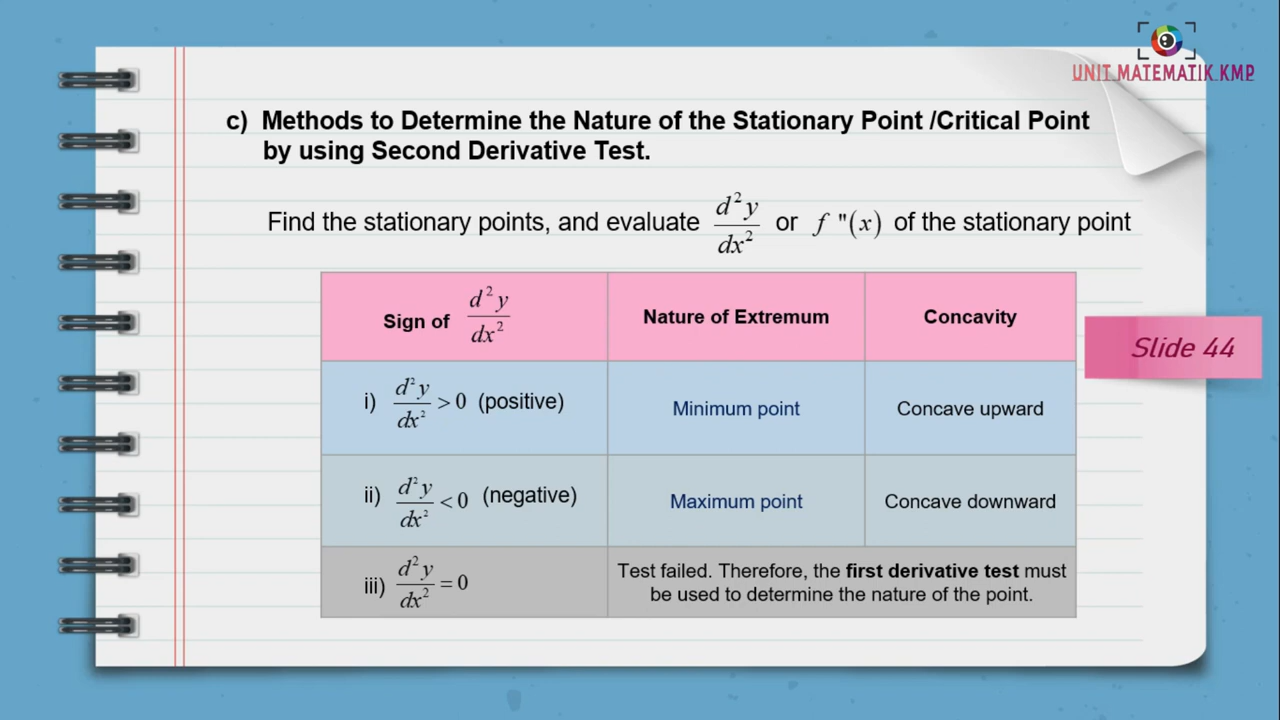 UNIT MATEMATIK KMP
c) Methods to Determine the Nature of the Stationary Point /Critical Point
by using Second Derivative Test.
Find the stationary points, and evaluate d²y/dx² or f "(x) of the stationary point
Sign of d²y/dx² Nature of Extremum Concavity
Slide 44
i) d²y/dx² > 0 (positive) Minimum point Concave upward
ii) d²y/dx² < 0 (negative) Maximum point Concave downward
iii) d²y/dx² = 0
Test failed. Therefore, the first derivative test must
be used to determine the nature of the point.